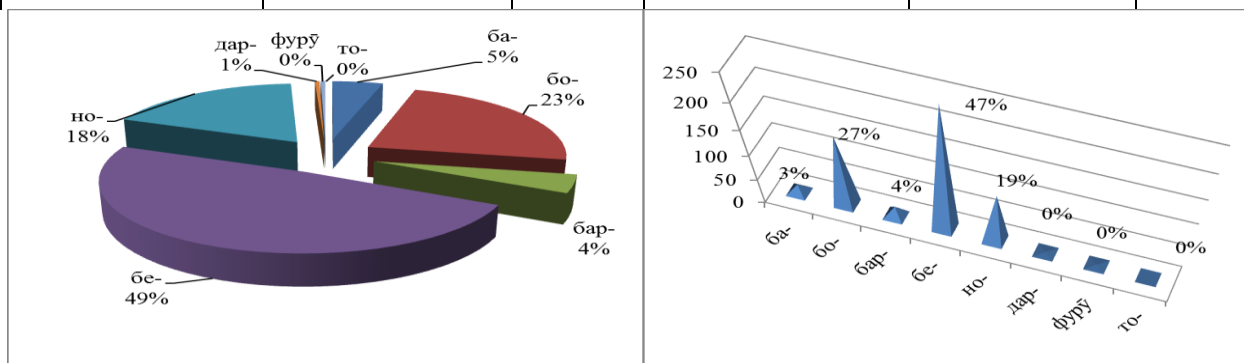 дар-
1%
фурӯ
0%
то-
0%
ба-
5%
бо-
23%
но-
18%
бар-
4%
бе-
49%
250
200
150
100
50
0
3%
27%
4%
47%
19%
0%
0%
0%
ба-
бо-
бар-
бе-
но-
дар-
фурӯ
то-